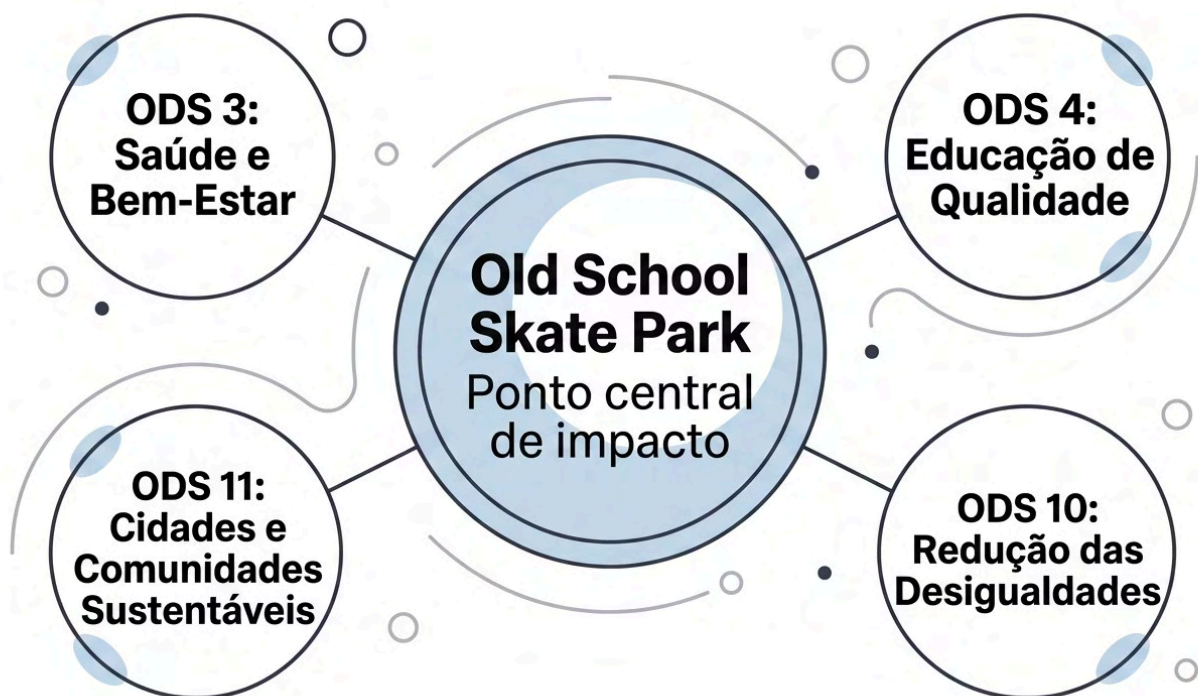 ODS 3:
Saúde e
Bem-Estar
ODS 4:
Educação de
Qualidade
Old School
Skate Park
Ponto central
de impacto
ODS 11:
Cidades e
Comunidades
Sustentáveis
ODS 10:
Redução das
Desigualdades